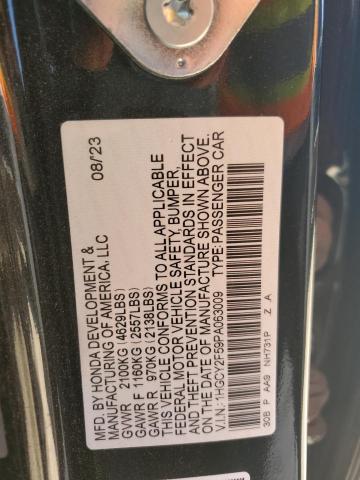 MFD. BY HONDA DEVELOPMENT & 08/23
MANUFACTURING OF AMERICA, LLC
GVWR 2100KG (4629LBS)
GAWR F 1160KG (2557LBS)
GAWR R 970KG (2138LBS)
THIS VEHICLE CONFORMS TO ALL APPLICABLE
FEDERAL MOTOR VEHICLE SAFETY, BUMPER,
AND THEFT PREVENTION STANDARDS IN EFFECT
ON THE DATE OF MANUFACTURE SHOWN ABOVE.
V.I.N.: 1HGCY2F59PA063009 TYPE: PASSENGER CAR
30B P AA9 NH731P Z A